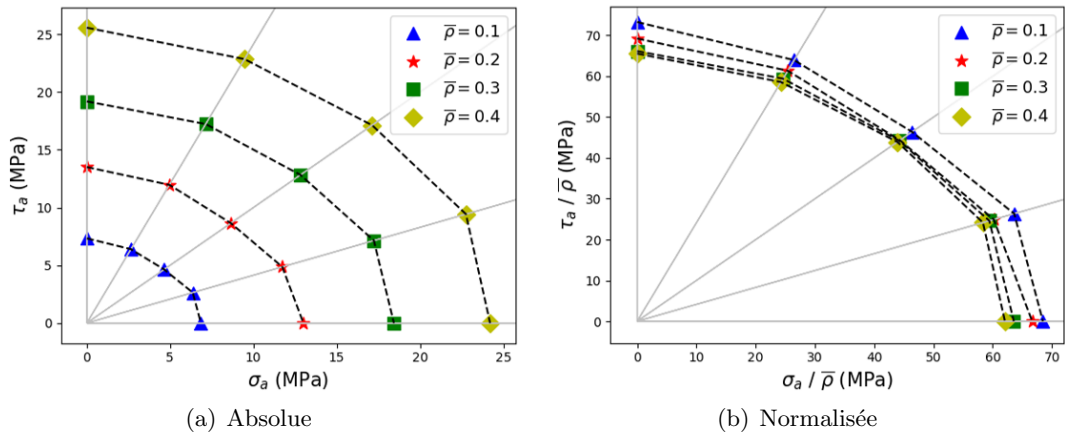 25
20
15
10
5
0
τₐ (MPa)
0 5 10 15 20 25
σₐ (MPa)
ρ̅ = 0.1
ρ̅ = 0.2
ρ̅ = 0.3
ρ̅ = 0.4
(a) Absolue
70
60
50
40
30
20
10
0
τₐ / ρ̅ (MPa)
0 10 20 30 40 50 60 70
σₐ / ρ̅ (MPa)
ρ̅ = 0.1
ρ̅ = 0.2
ρ̅ = 0.3
ρ̅ = 0.4
(b) Normalisée